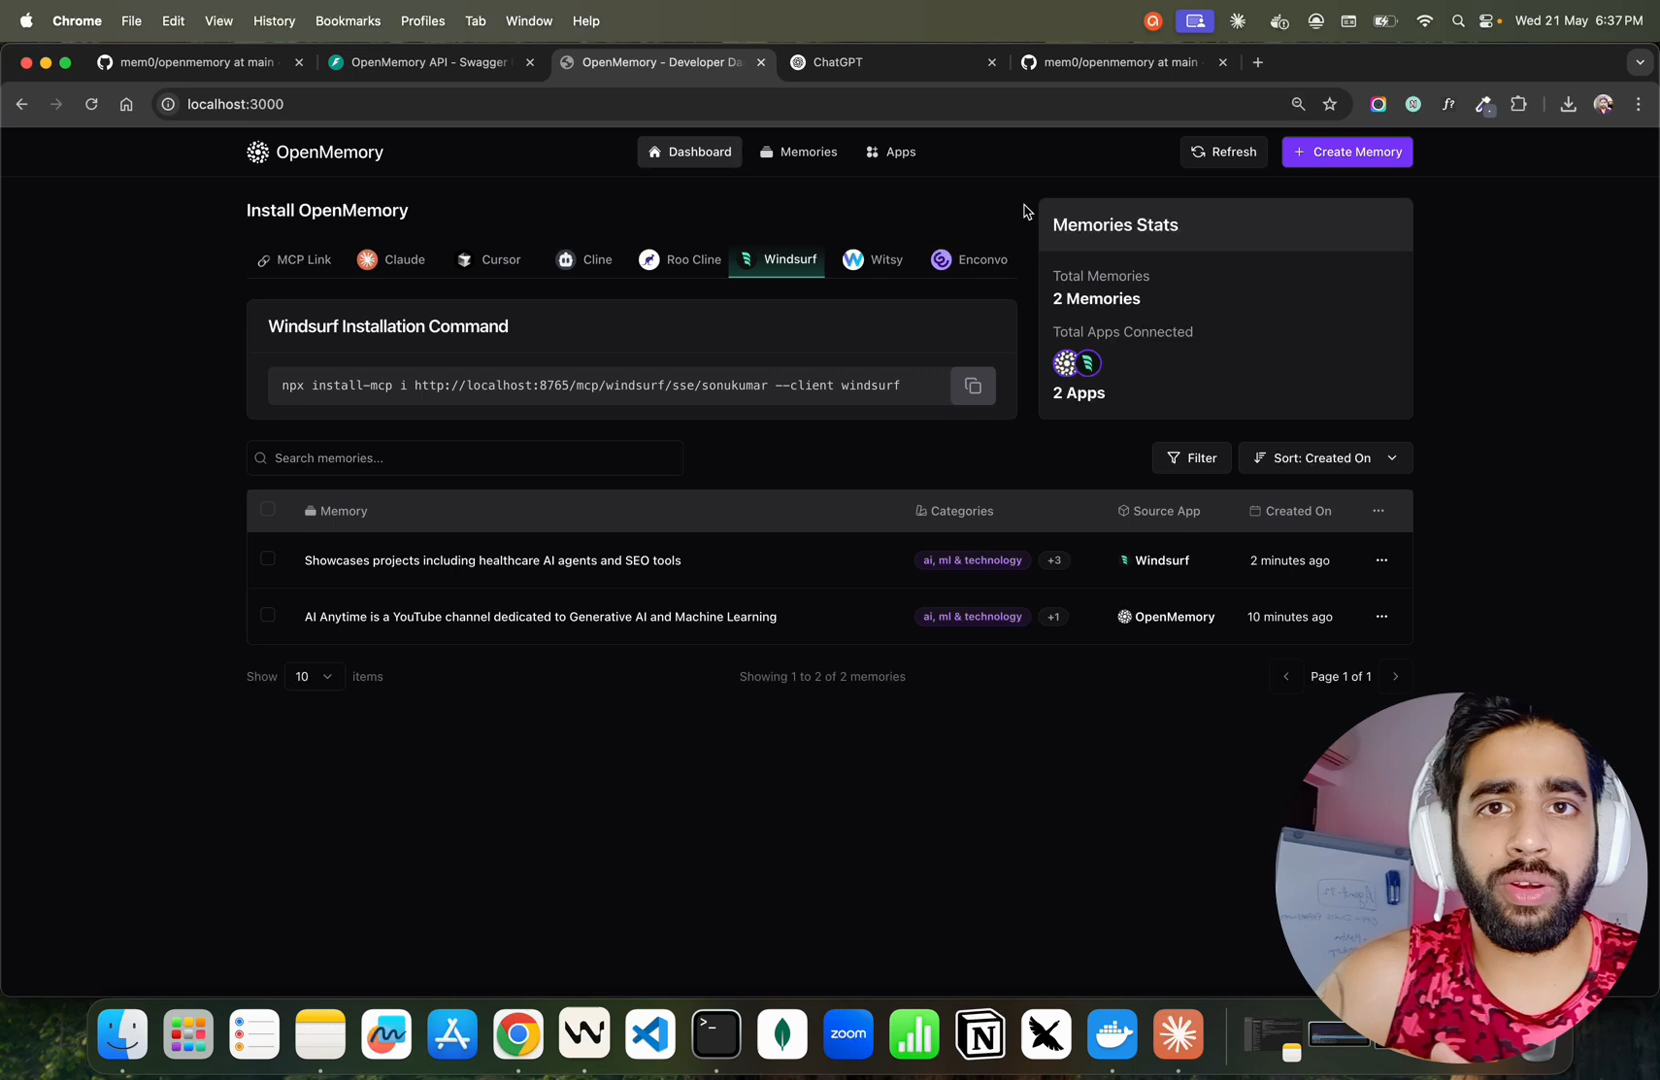 Chrome File Edit View History Bookmarks Profiles Tab Window Help Wed 21 May 6:37 PM
mem0/openmemory at main OpenMemory API - Swagger OpenMemory - Developer Da ChatGPT mem0/openmemory at main
localhost:3000
OpenMemory Dashboard Memories Apps Refresh + Create Memory
Install OpenMemory
MCP Link Claude Cursor Cline Roo Cline Windsurf Witsy Enconvo
Windsurf Installation Command
npx install-mcp i http://localhost:8765/mcp/windsurf/sse/sonukumar --client windsurf
Memories Stats
Total Memories
2 Memories
Total Apps Connected
2 Apps
Search memories... Filter Sort: Created On
Memory Categories Source App Created On ...
Showcases projects including healthcare AI agents and SEO tools ai, ml & technology +3 Windsurf 2 minutes ago ...
AI Anytime is a YouTube channel dedicated to Generative AI and Machine Learning ai, ml & technology +1 OpenMemory 10 minutes ago ...
Show 10 items Showing 1 to 2 of 2 memories Page 1 of 1
zoom